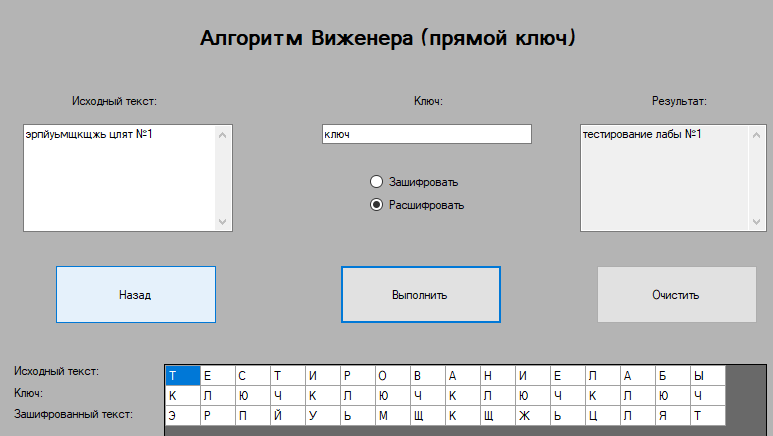 Алгоритм Виженера (прямой ключ)
Исходный текст: Ключ: Результат:
эрпйуьмщкщжь цлят №1 ключ тестирование лабы №1
Зашифровать
Расшифровать
Назад Выполнить Очистить
Исходный текст: Т Е С Т И Р О В А Н И Е Л А Б Ы
Ключ: К Л Ю Ч К Л Ю Ч К Л Ю Ч К Л Ю Ч
Зашифрованный текст: Э Р П Й У Ь М Щ К Щ Ж Ь Ц Л Я Т